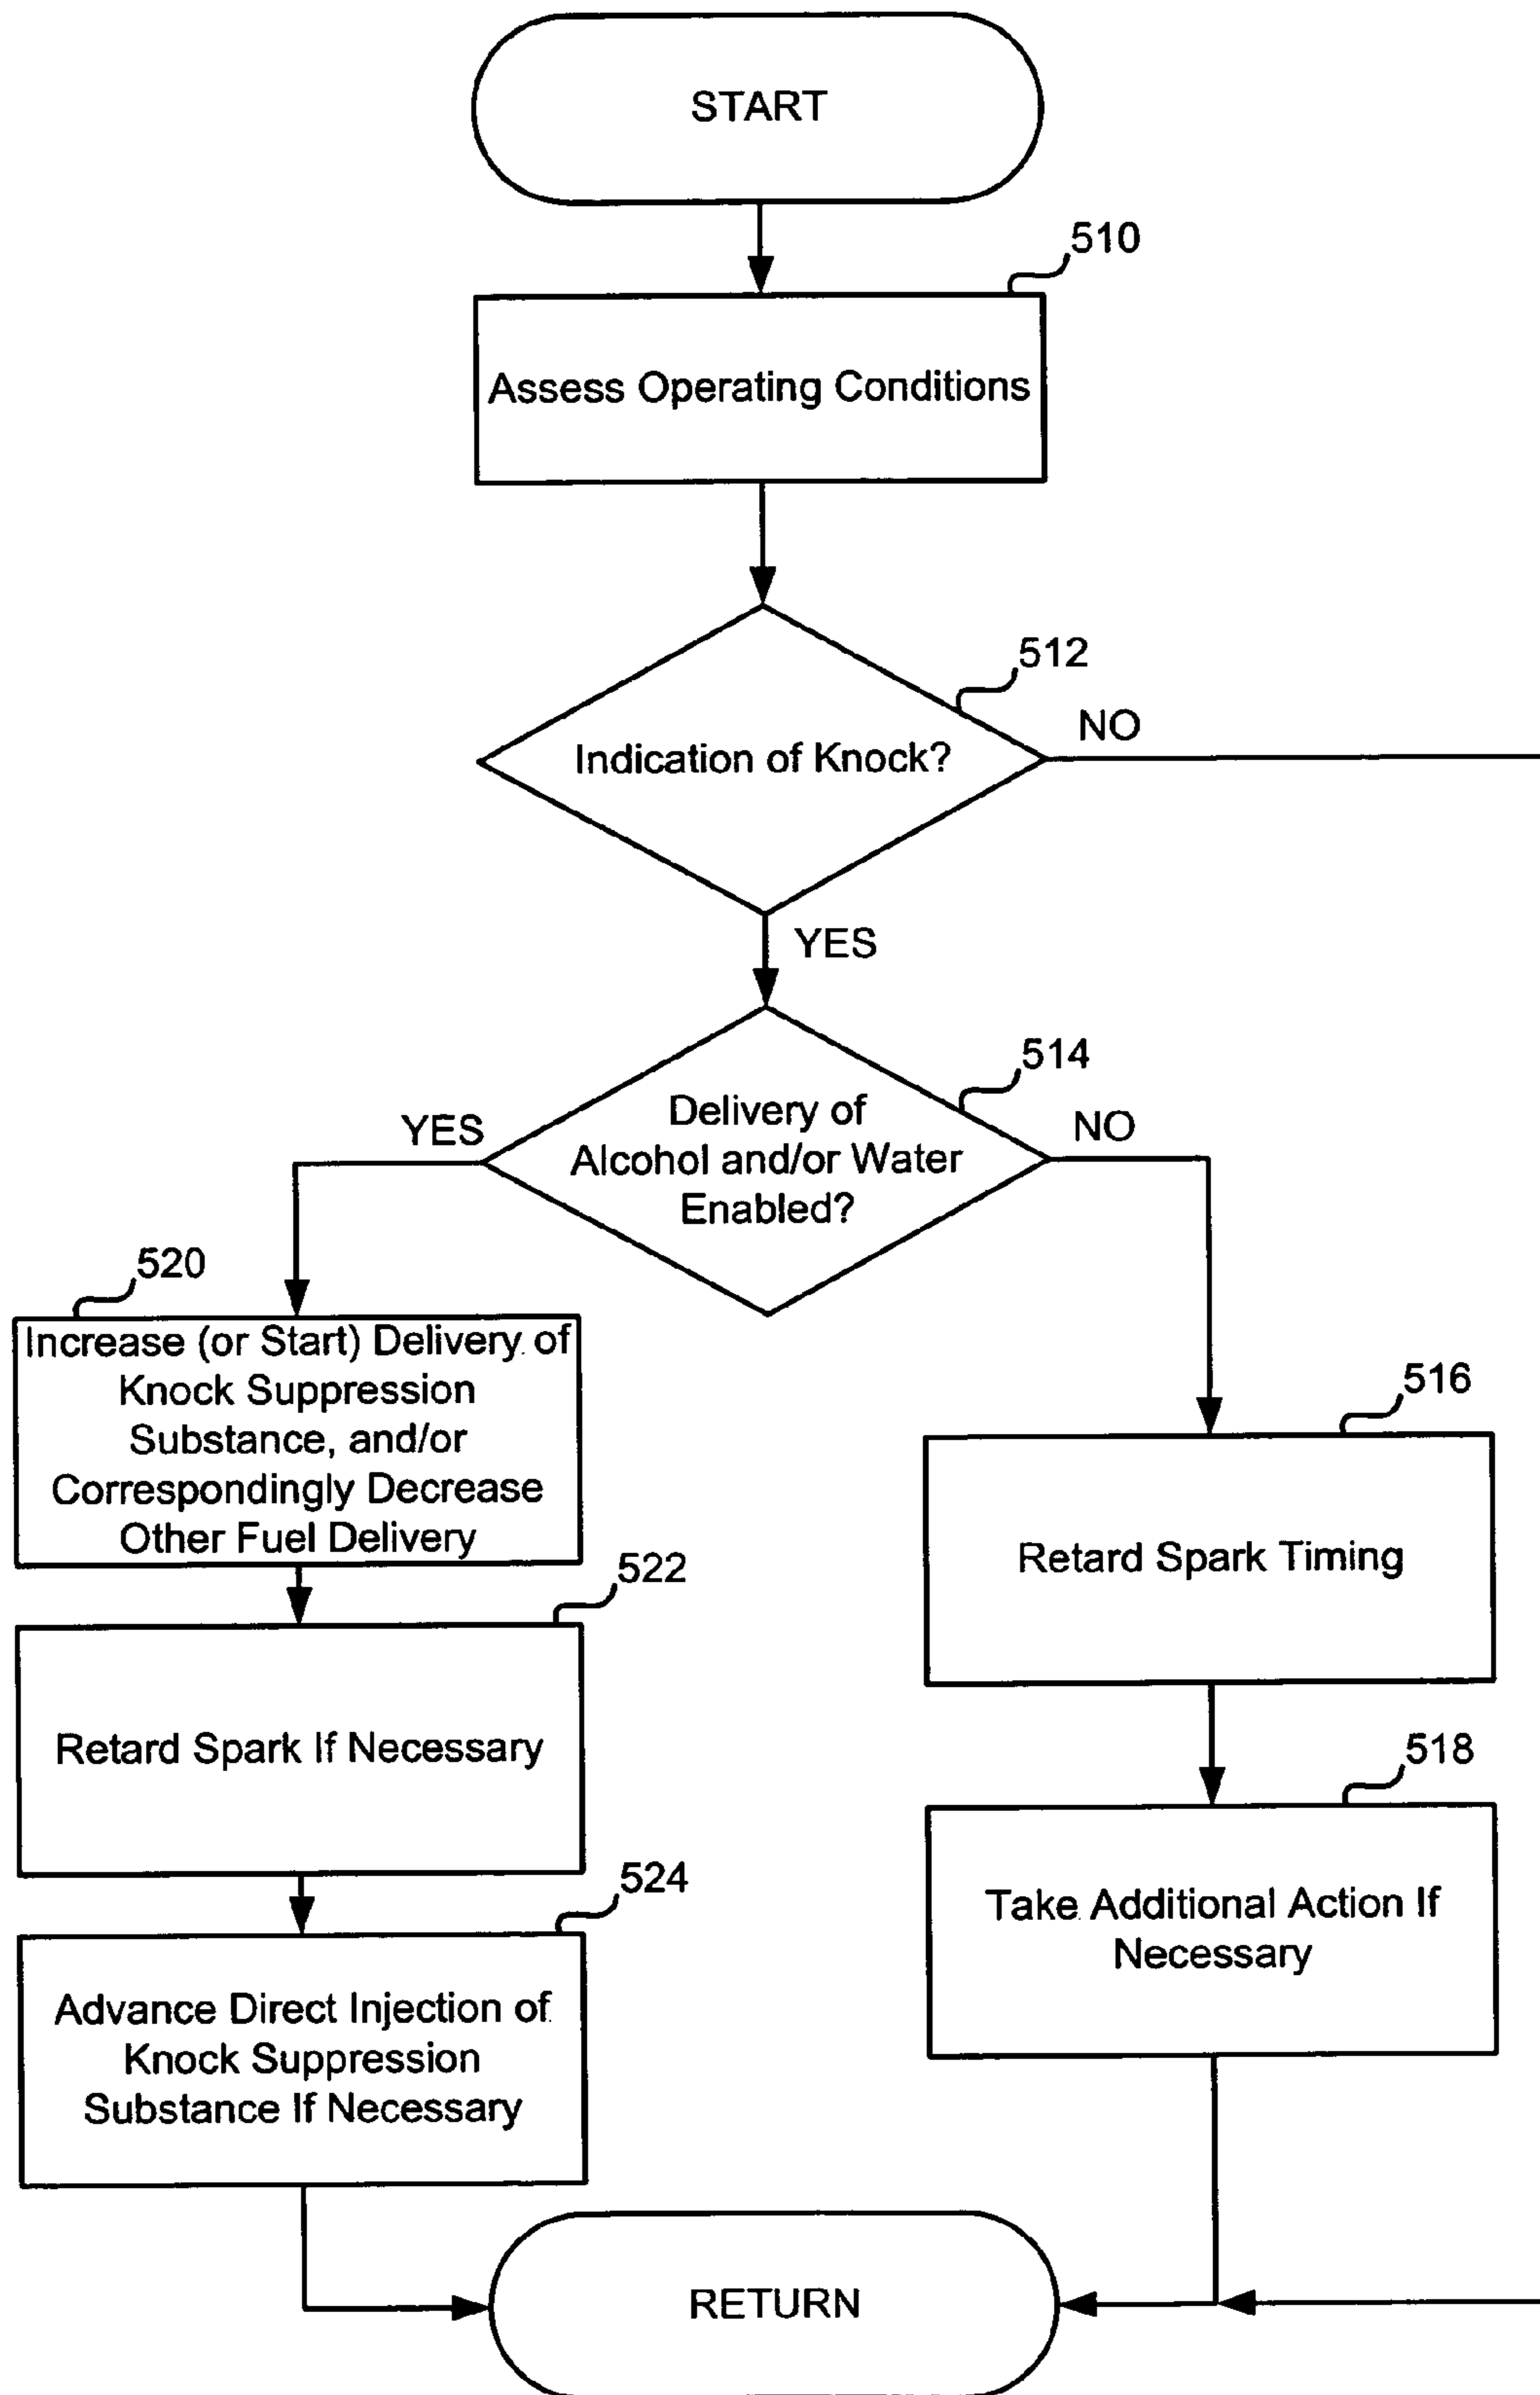 START
510
Assess Operating Conditions
512
Indication of Knock?
NO
YES
514
Delivery of
Alcohol and/or Water
Enabled?
YES
NO
520
Increase (or Start) Delivery of
Knock Suppression
Substance, and/or
Correspondingly Decrease
Other Fuel Delivery
516
Retard Spark Timing
522
Retard Spark If Necessary
518
Take Additional Action If
Necessary
524
Advance Direct Injection of
Knock Suppression
Substance If Necessary
RETURN